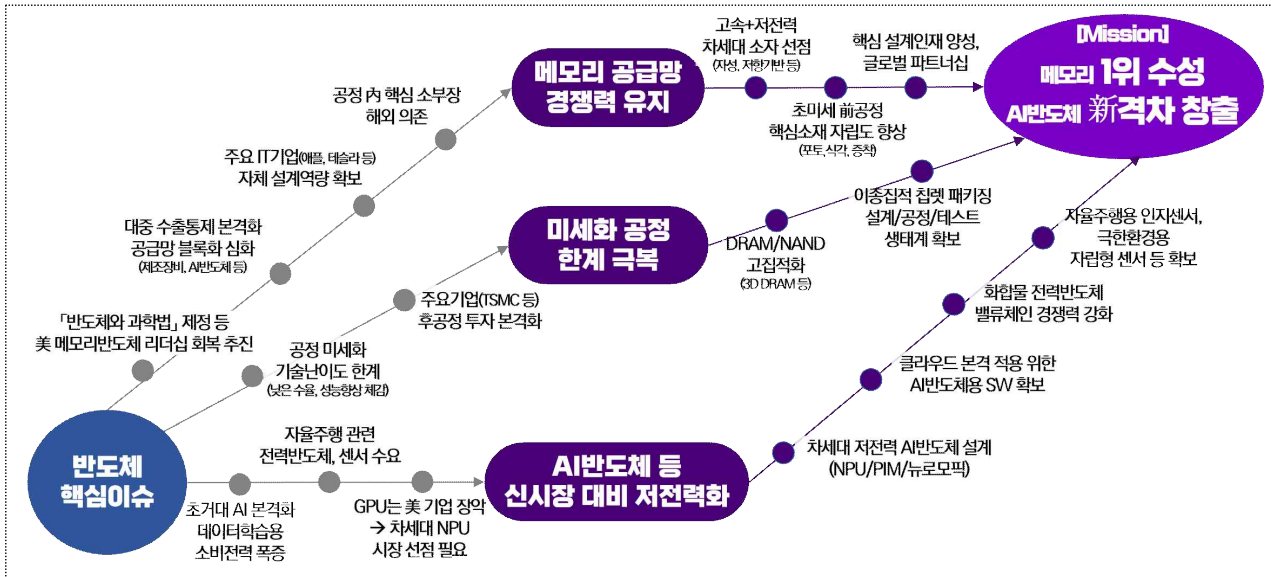 반도체
핵심이슈
「반도체와 과학법」 제정 등
美 메모리반도체 리더십 회복 추진
대중 수출통제 본격화
공급망 블록화 심화
(제조장비, AI반도체 등)
주요 IT기업(애플, 테슬라 등)
자체 설계역량 확보
공정 內 핵심 소부장
해외 의존
메모리 공급망
경쟁력 유지
고속+저전력
차세대 소자 선점
(자성, 저항기반 등)
초미세 前공정
핵심소재 자립도 향상
(포토, 식각, 증착)
핵심 설계인재 양성,
글로벌 파트너십
공정 미세화
기술난이도 한계
(낮은 수율, 성능향상 체감)
주요기업(TSMC 등)
후공정 투자 본격화
미세화 공정
한계 극복
DRAM/NAND
고집적화
(3D DRAM 등)
이종집적 칩렛 패키징
설계/공정/테스트
생태계 확보
초거대 AI 본격화
데이터학습용
소비전력 폭증
자율주행 관련
전력반도체, 센서 수요
GPU는 美 기업 장악
→ 차세대 NPU
시장 선점 필요
AI반도체 등
신시장 대비 저전력화
차세대 저전력 AI반도체 설계
(NPU/PIM/뉴로모픽)
클라우드 본격 적용 위한
AI반도체용 SW 확보
화합물 전력반도체
밸류체인 경쟁력 강화
자율주행용 인지센서,
극한환경용
자립형 센서 등 확보
[Mission]
메모리 1위 수성
AI반도체 新격차 창출